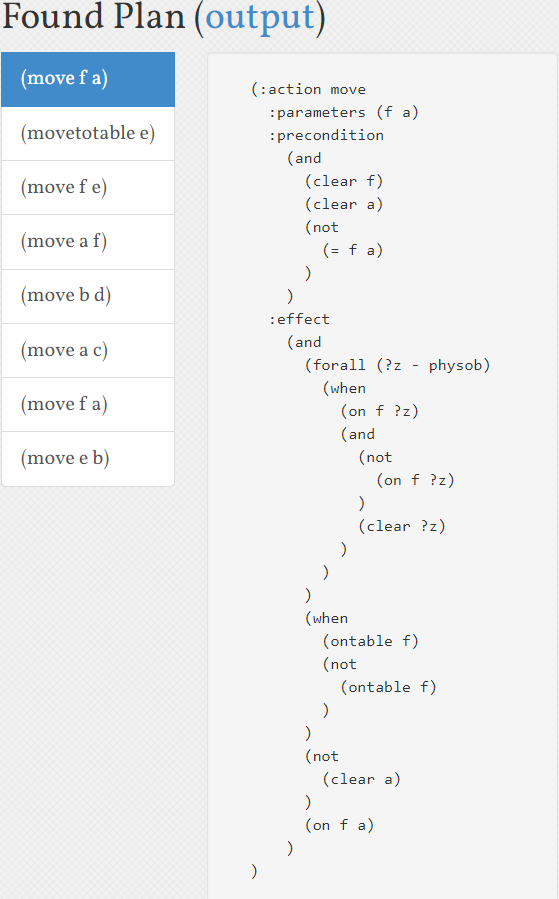 Found Plan (output)
(move f a)
(movetotable e)
(move f e)
(move a f)
(move b d)
(move a c)
(move f a)
(move e b)
(:action move
  :parameters (f a)
  :precondition
    (and
      (clear f)
      (clear a)
      (not
        (= f a)
      )
    )
  :effect
    (and
      (forall (?z - physob)
        (when
          (on f ?z)
          (and
            (not
              (on f ?z)
            )
            (clear ?z)
          )
        )
      )
      (when
        (ontable f)
        (not
          (ontable f)
        )
      )
      (not
        (clear a)
      )
      (on f a)
    )
)